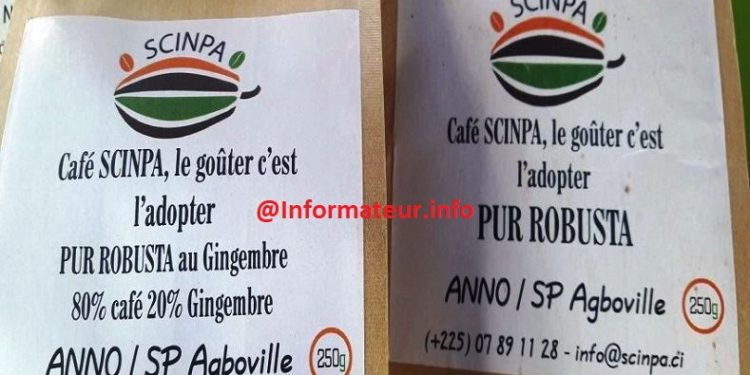 SCINPA
Café SCINPA, le goûter c'est
l'adopter
PUR ROBUSTA au Gingembre
80% café 20% Gingembre
ANNO / SP Agboville
250g
@Informateur.info
SCINPA
Café SCINPA, le goûter c'est
l'adopter
PUR ROBUSTA
ANNO / SP Agboville
250g
(+225) 07 89 11 28 - info@scinpa.ci